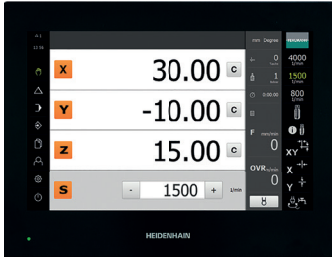 mm Degree
HEIDENHAIN
X 30.00 C
Y -10.00 C
Z 15.00 C
S - 1500 + 1/min
0
1
0:00:00
F mm/min
0
OVR
0
4000
1/min
1500
1/min
800
1/min
XY
X
Y
HEIDENHAIN